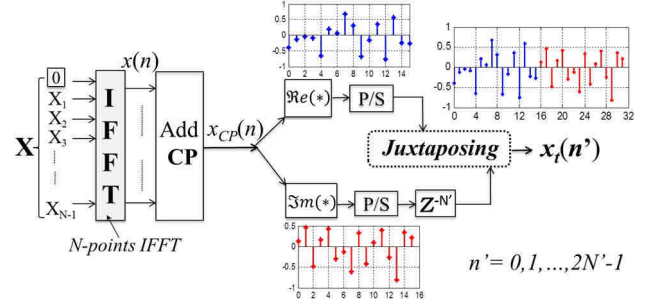 1
0.5
0
-0.5
-1
0 2 4 6 8 10 12 14
1
0.5
0
-0.5
-1
0 4 8 12 16 20 24 28 32
x(n)
X
0
X1
X2
X3
XN-1
I
F
F
T
Add
CP
xCP(n)
ℜe(*)
P/S
Juxtaposing
xt(n')
ℑm(*)
P/S
Z-N'
N-points IFFT
0.5
0
-0.5
-1
0 2 4 6 8 10 12 14 16
n'= 0,1,…,2N'-1